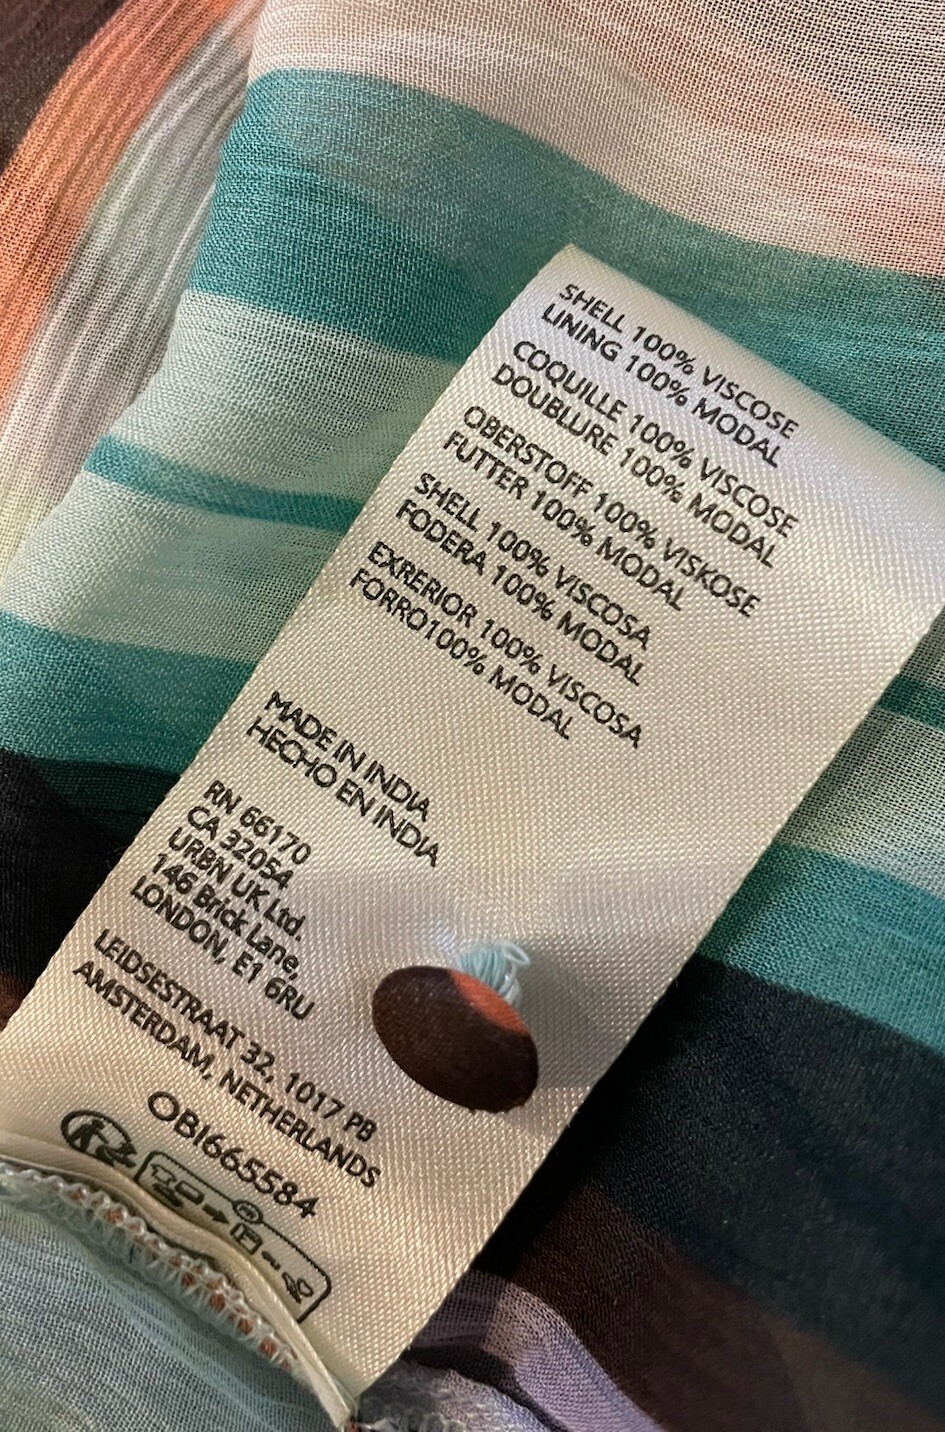 SHELL 100% VISCOSE
LINING 100% MODAL
COQUILLE 100% VISCOSE
DOUBLURE 100% MODAL
OBERSTOFF 100% VISKOSE
FUTTER 100% MODAL
SHELL 100% VISCOSA
FODERA 100% MODAL
EXRERIOR 100% VISCOSA
FORRO100% MODAL
MADE IN INDIA
HECHO EN INDIA
RN 66170
CA 32054
URBN UK Ltd.
146 Brick Lane,
LONDON, E1 6RU
LEIDSESTRAAT 32, 1017 PB
AMSTERDAM, NETHERLANDS
OBI665584